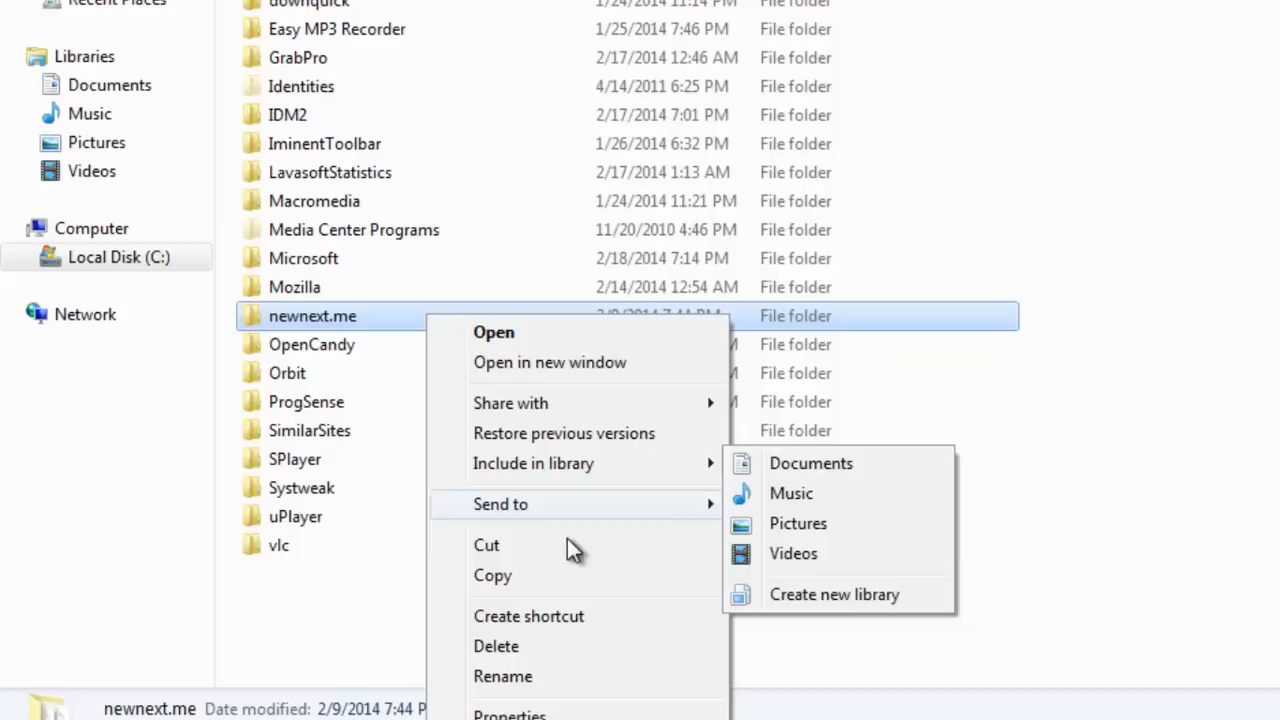 Recent Places
Libraries
Documents
Music
Pictures
Videos
Computer
Local Disk (C:)
Network
downquick 1/24/2014 11:14 PM File folder
Easy MP3 Recorder 1/25/2014 7:46 PM File folder
GrabPro 2/17/2014 12:46 AM File folder
Identities 4/14/2011 6:25 PM File folder
IDM2 2/17/2014 7:01 PM File folder
IminentToolbar 1/26/2014 6:32 PM File folder
LavasoftStatistics 2/17/2014 1:13 AM File folder
Macromedia 1/24/2014 11:21 PM File folder
Media Center Programs 11/20/2010 4:46 PM File folder
Microsoft 2/18/2014 7:14 PM File folder
Mozilla 2/14/2014 12:54 AM File folder
newnext.me 2/9/2014 7:44 PM File folder
OpenCandy File folder
Orbit File folder
ProgSense File folder
SimilarSites File folder
SPlayer
Systweak
uPlayer
vlc
Open
Open in new window
Share with
Restore previous versions
Include in library
Send to
Cut
Copy
Create shortcut
Delete
Rename
Properties
Documents
Music
Pictures
Videos
Create new library
newnext.me Date modified: 2/9/2014 7:44 P